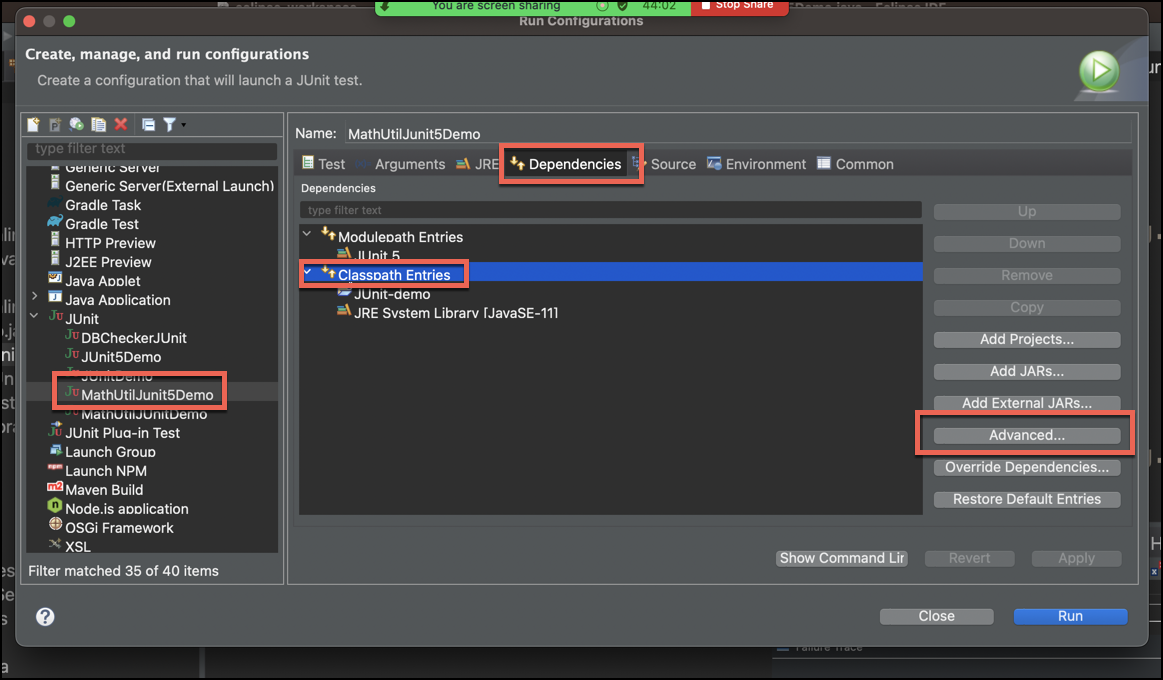 You are screen sharing 44:02 Stop Share
Run Configurations
Create, manage, and run configurations
Create a configuration that will launch a JUnit test.
type filter text
Generic Server
Generic Server(External Launch)
Gradle Task
Gradle Test
HTTP Preview
J2EE Preview
Java Applet
Java Application
JUnit
DBCheckerJUnit
JUnit5Demo
JUnitDemo
MathUtilJunit5Demo
MathUtilJUnitDemo
JUnit Plug-in Test
Launch Group
Launch NPM
Maven Build
Node.js application
OSGi Framework
XSL
Filter matched 35 of 40 items
Name: MathUtilJunit5Demo
Test Arguments JRE Dependencies Source Environment Common
Dependencies
type filter text
Modulepath Entries
JUnit 5
Classpath Entries
JUnit-demo
JRE System Library [JavaSE-11]
Up
Down
Remove
Copy
Add Projects...
Add JARs...
Add External JARs...
Advanced...
Override Dependencies...
Restore Default Entries
Show Command Lir
Revert
Apply
Close
Run
Failure Trace